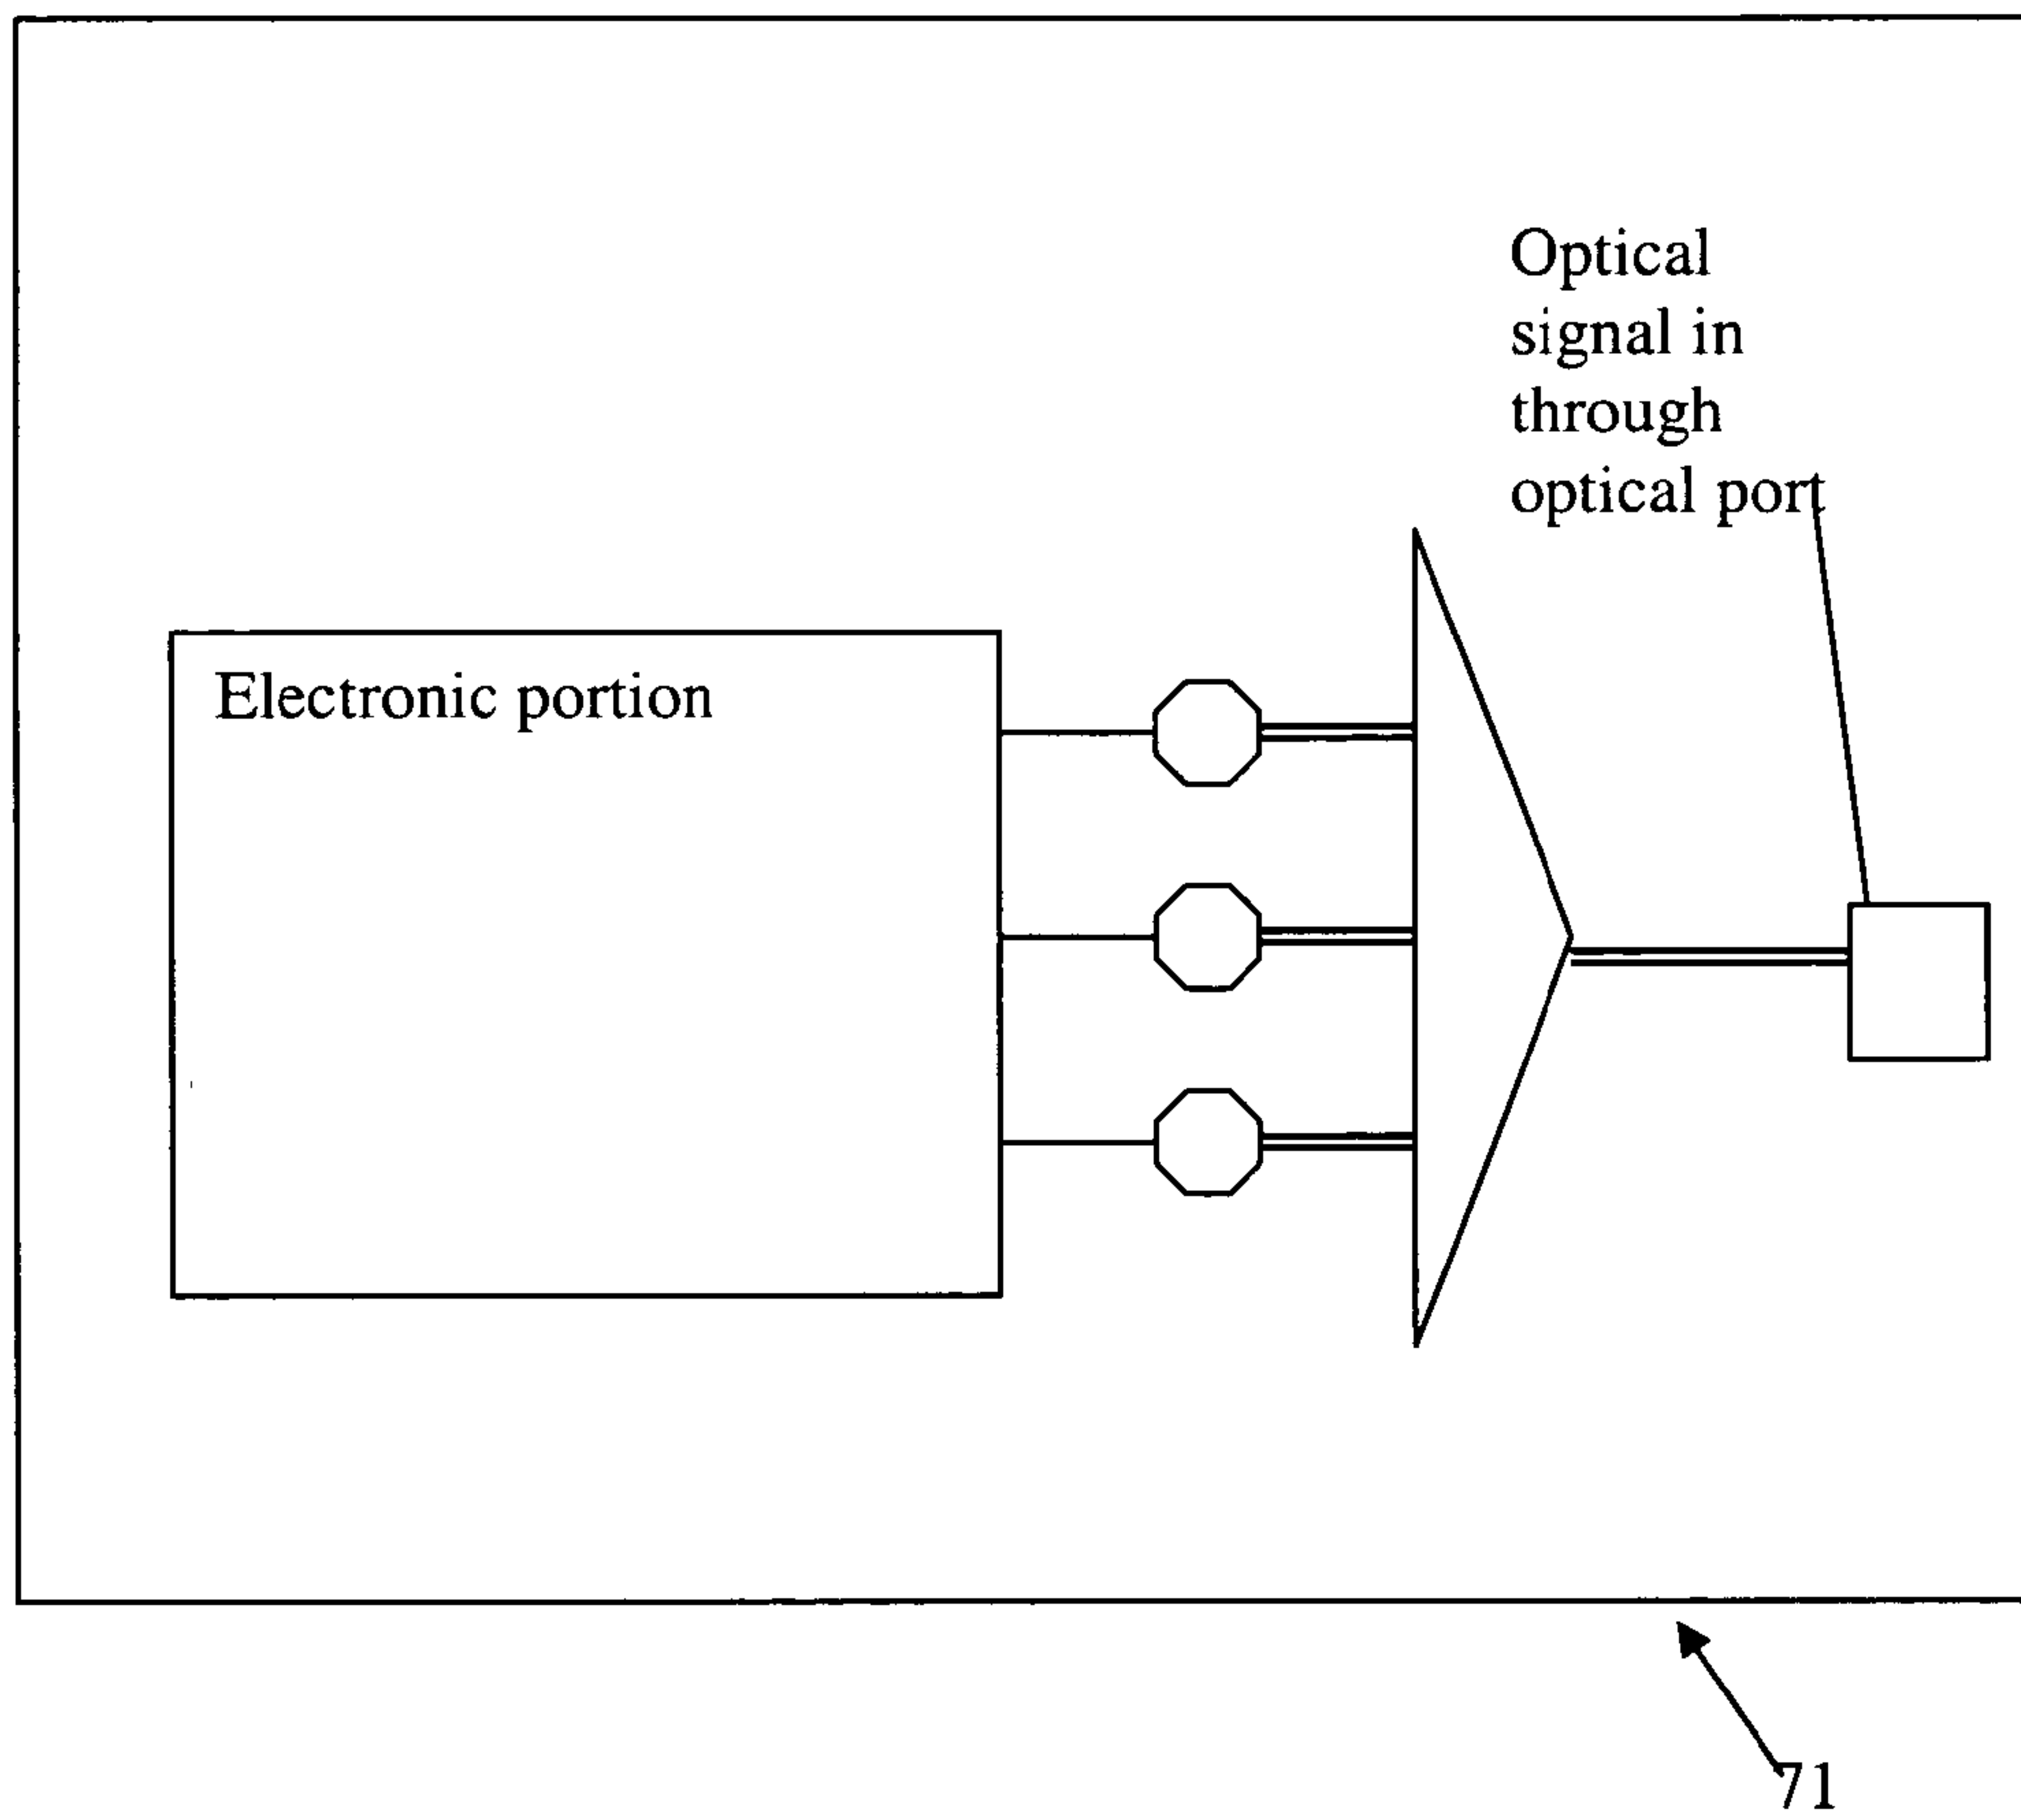 Optical
signal in
through
optical port
Electronic portion
71